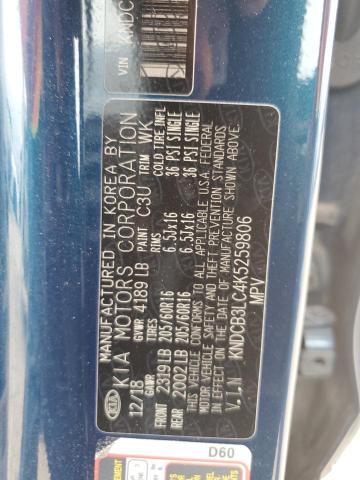 VIN KNDC
KIA MANUFACTURED IN KOREA BY
KIA MOTORS CORPORATION
12/18 GVWR 4189 LB PAINT C3U TRIM WK
GAWR TIRES RIMS COLD TIRE INFL
FRONT 2319 LB 205/60R16 6.5Jx16 36 PSI SINGLE
REAR 2002 LB 205/60R16 6.5Jx16 36 PSI SINGLE
THIS VEHICLE CONFORMS TO ALL APPLICABLE U.S.A. FEDERAL
MOTOR VEHICLE SAFETY AND THEFT PREVENTION STANDARDS
IN EFFECT ON THE DATE OF MANUFACTURE SHOWN ABOVE.
V.I.N KNDCB3LC4K5259806
MPV
D60